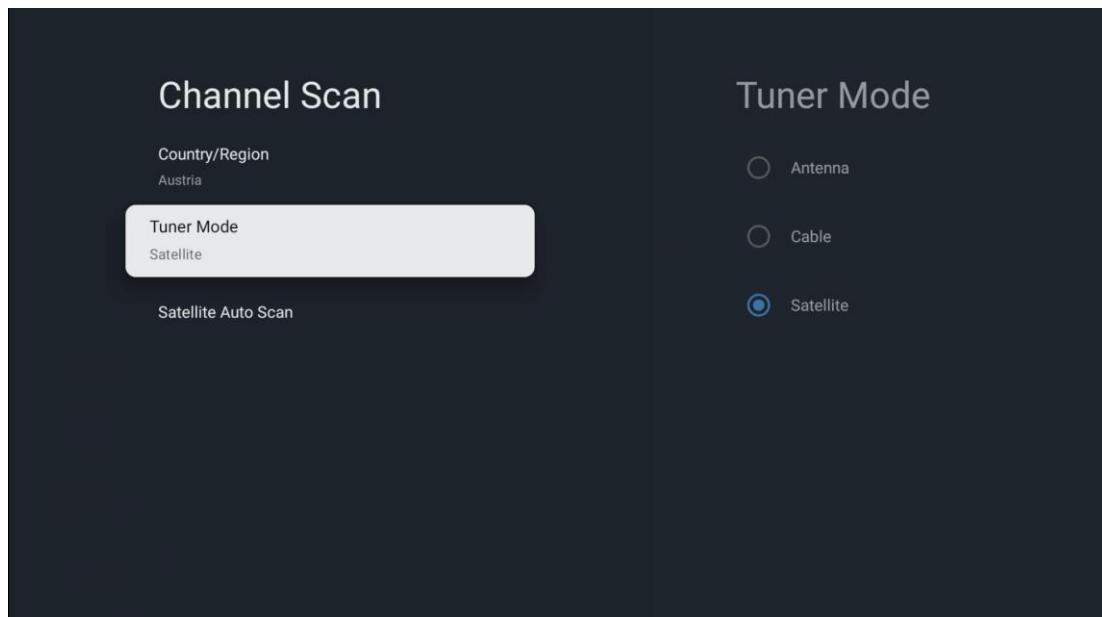 Channel Scan
Country/Region
Austria
Tuner Mode
Satellite
Satellite Auto Scan
Tuner Mode
Antenna
Cable
Satellite